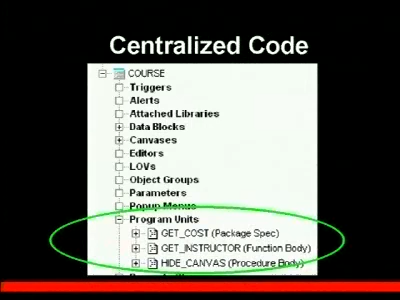 Centralized Code
COURSE
Triggers
Alerts
Attached Libraries
Data Blocks
Canvases
Editors
LOVs
Object Groups
Parameters
Popup Menus
Program Units
GET_COST (Package Spec)
GET_INSTRUCTOR (Function Body)
HIDE_CANVAS (Procedure Body)